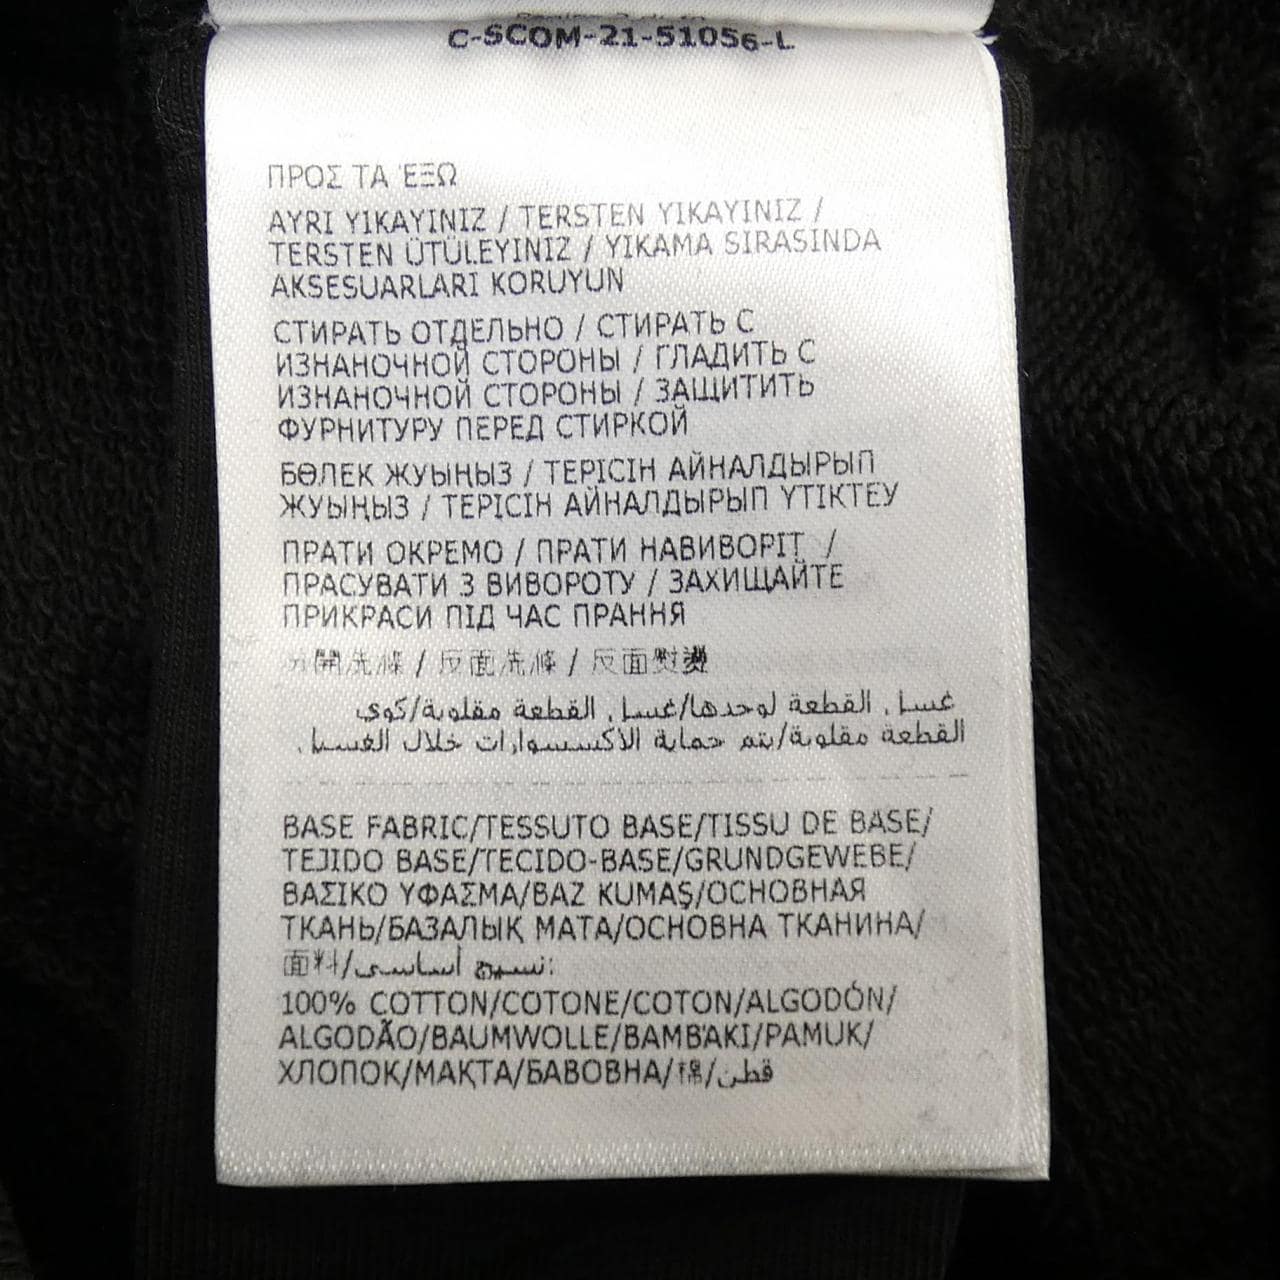 C-SCOM-21-51056-L
ΠΡΟΣ ΤΑ ΈΞΩ
AYRI YIKAYINIZ / TERSTEN YIKAYINIZ /
TERSTEN ÜTÜLEYINIZ / YIKAMA SIRASINDA
AKSESUARLARI KORUYUN
СТИРАТЬ ОТДЕЛЬНО / СТИРАТЬ С
ИЗНАНОЧНОЙ СТОРОНЫ / ГЛАДИТЬ С
ИЗНАНОЧНОЙ СТОРОНЫ / ЗАЩИТИТЬ
ФУРНИТУРУ ПЕРЕД СТИРКОЙ
БӨЛЕК ЖУЫҢЫЗ / ТЕРІСІН АЙНАЛДЫРЫП
ЖУЫҢЫЗ / ТЕРІСІН АЙНАЛДЫРЫП ҮТІКТЕУ
ПРАТИ ОКРЕМО / ПРАТИ НАВИВОРІТ /
ПРАСУВАТИ З ВИВОРОТУ / ЗАХИЩАЙТЕ
ПРИКРАСИ ПІД ЧАС ПРАННЯ
分開洗滌 / 反面洗滌 / 反面熨燙
غسل القطعة لوحدها/غسل القطعة مقلوبة/كوي
القطعة مقلوبة/يتم حماية الاكسسوارات خلال الغسيل.
BASE FABRIC/TESSUTO BASE/TISSU DE BASE/
TEJIDO BASE/TECIDO-BASE/GRUNDGEWEBE/
ΒΑΣΙΚΟ ΥΦΑΣΜΑ/BAZ KUMAŞ/ОСНОВНАЯ
ТКАНЬ/БАЗАЛЫҚ МАТА/ОСНОВНА ТКАНИНА/
面料/نسيج أساسي:
100% COTTON/COTONE/COTON/ALGODÓN/
ALGODÃO/BAUMWOLLE/ΒΑΜΒΆΚΙ/PAMUK/
ХЛОПОК/МАҚТА/БАВОВНА/棉/قطن